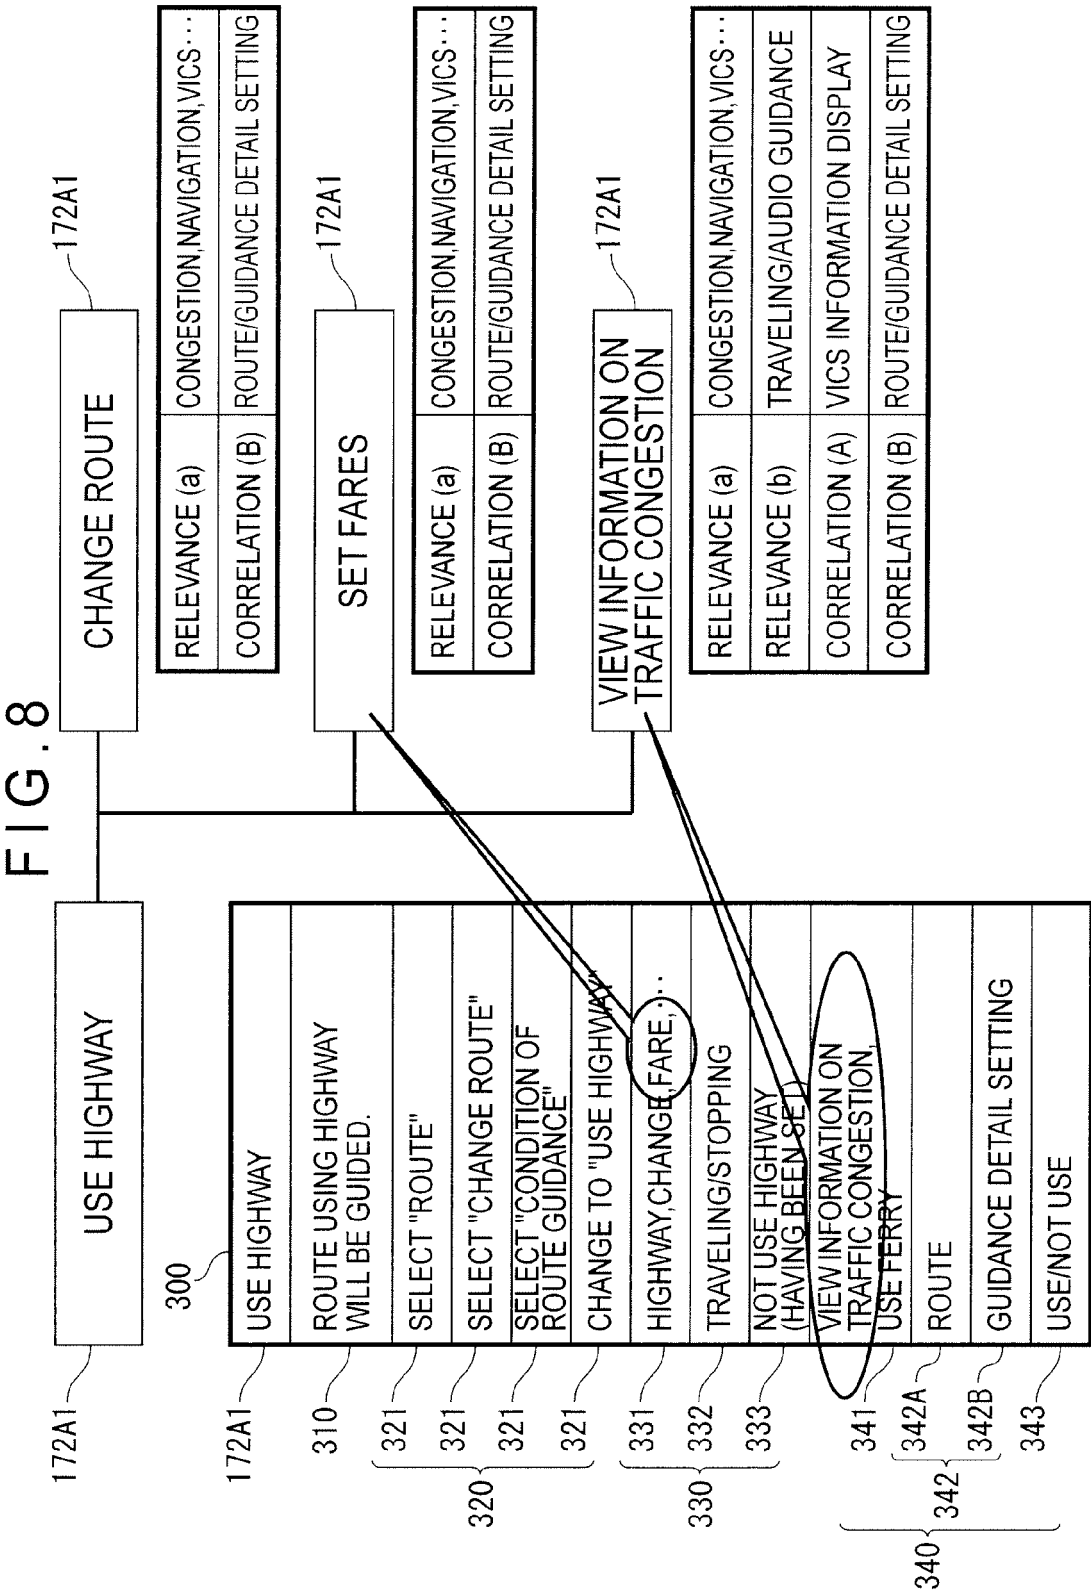 FIG. 8
USE HIGHWAY
172A1
CHANGE ROUTE
172A1
RELEVANCE (a) CONGESTION,NAVIGATION,VICS···
CORRELATION (B) ROUTE/GUIDANCE DETAIL SETTING
SET FARES
172A1
RELEVANCE (a) CONGESTION,NAVIGATION,VICS···
CORRELATION (B) ROUTE/GUIDANCE DETAIL SETTING
VIEW INFORMATION ON
TRAFFIC CONGESTION
172A1
RELEVANCE (a) CONGESTION,NAVIGATION,VICS···
RELEVANCE (b) TRAVELING/AUDIO GUIDANCE
CORRELATION (A) VICS INFORMATION DISPLAY
CORRELATION (B) ROUTE/GUIDANCE DETAIL SETTING
300
172A1 USE HIGHWAY
310 ROUTE USING HIGHWAY
WILL BE GUIDED.
320
321 SELECT "ROUTE"
321 SELECT "CHANGE ROUTE"
321 SELECT "CONDITION OF
ROUTE GUIDANCE"
321 CHANGE TO "USE HIGHWAY"
330
331 HIGHWAY,CHANGE,FARE,···
332 TRAVELING/STOPPING
333 NOT USE HIGHWAY
(HAVING BEEN SET)
340
341 VIEW INFORMATION ON
TRAFFIC CONGESTION,
USE FERRY
342
342A ROUTE
342B GUIDANCE DETAIL SETTING
343 USE/NOT USE